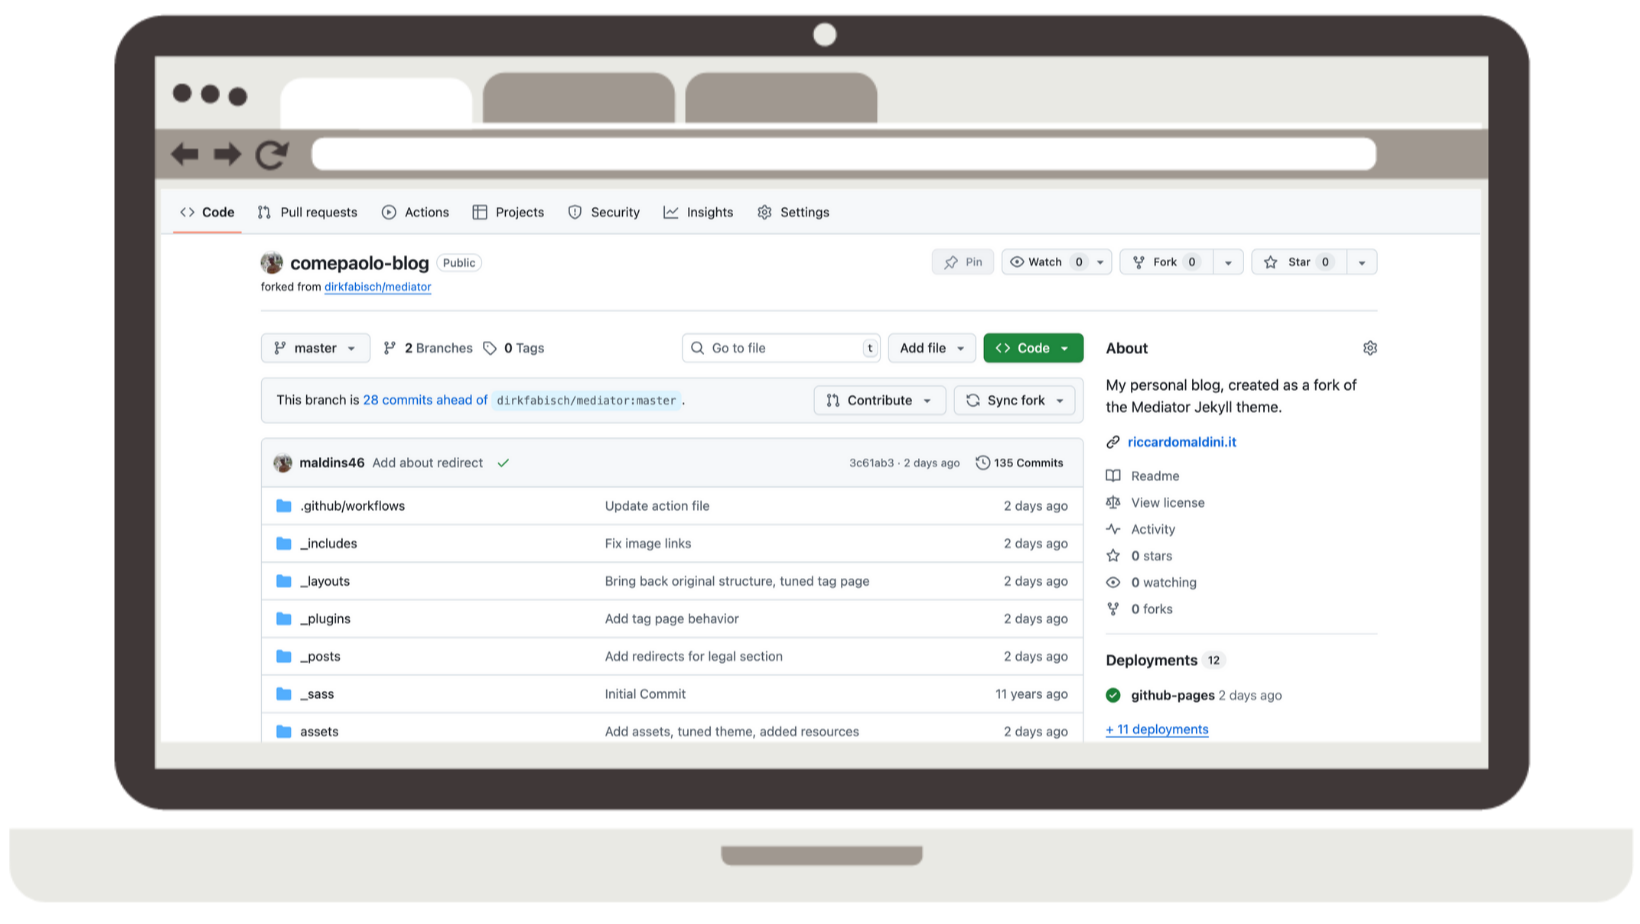 <> Code Pull requests Actions Projects Security Insights Settings
comepaolo-blog Public
Pin Watch 0 Fork 0 Star 0
forked from dirkfabisch/mediator
master 2 Branches 0 Tags Go to file t Add file <> Code
This branch is 28 commits ahead of dirkfabisch/mediator:master .
Contribute Sync fork
maldins46 Add about redirect 3c61ab3 · 2 days ago 135 Commits
.github/workflows Update action file 2 days ago
_includes Fix image links 2 days ago
_layouts Bring back original structure, tuned tag page 2 days ago
_plugins Add tag page behavior 2 days ago
_posts Add redirects for legal section 2 days ago
_sass Initial Commit 11 years ago
assets Add assets, tuned theme, added resources 2 days ago
About
My personal blog, created as a fork of
the Mediator Jekyll theme.
riccardomaldini.it
Readme
View license
Activity
0 stars
0 watching
0 forks
Deployments 12
github-pages 2 days ago
+ 11 deployments